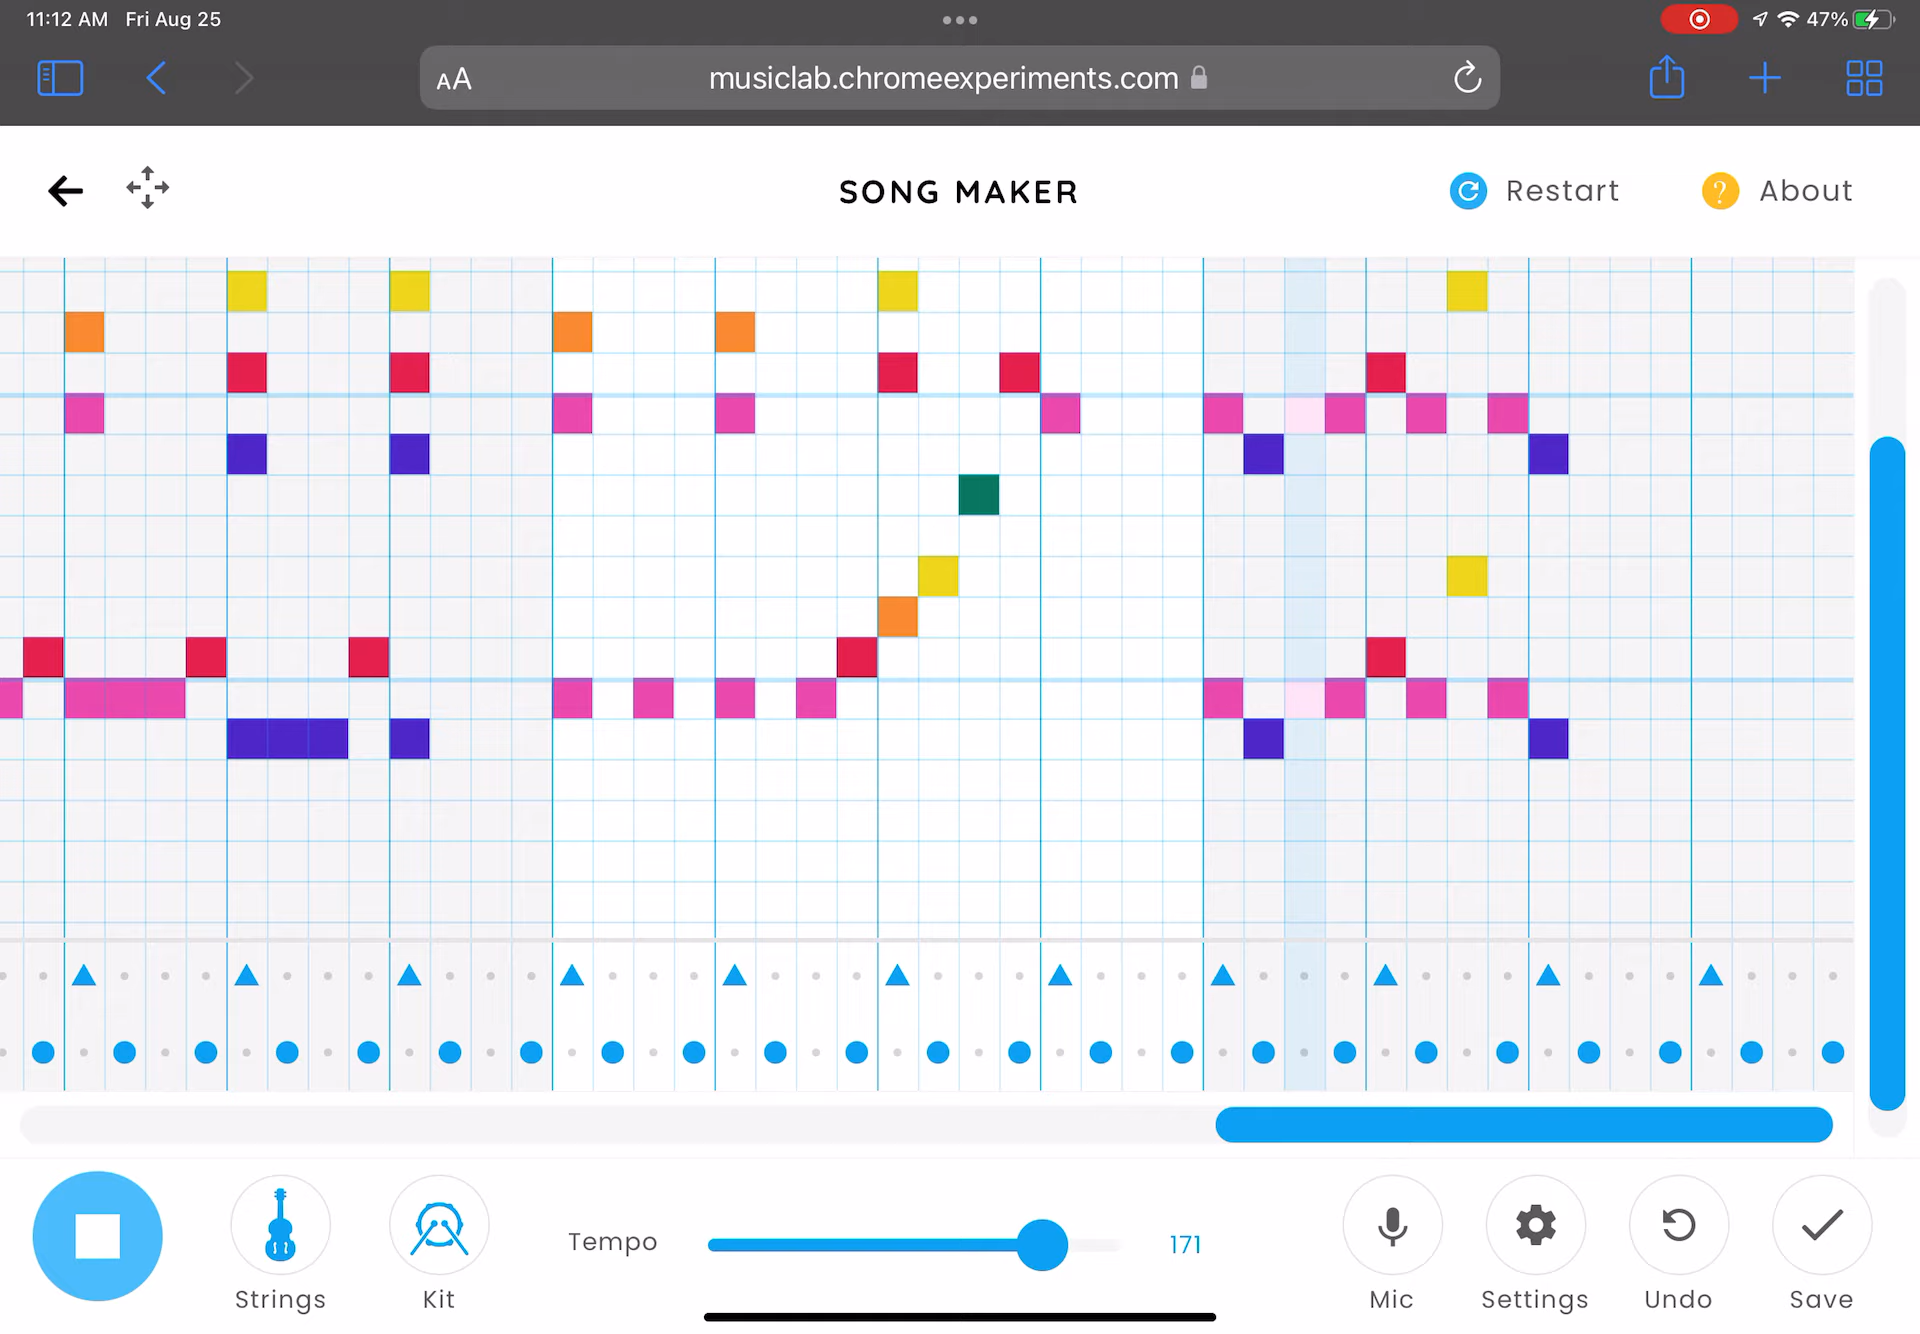 11:12 AM Fri Aug 25
47%
AA
musiclab.chromeexperiments.com
SONG MAKER
Restart
? About
Tempo
171
Strings
Kit
Mic
Settings
Undo
Save